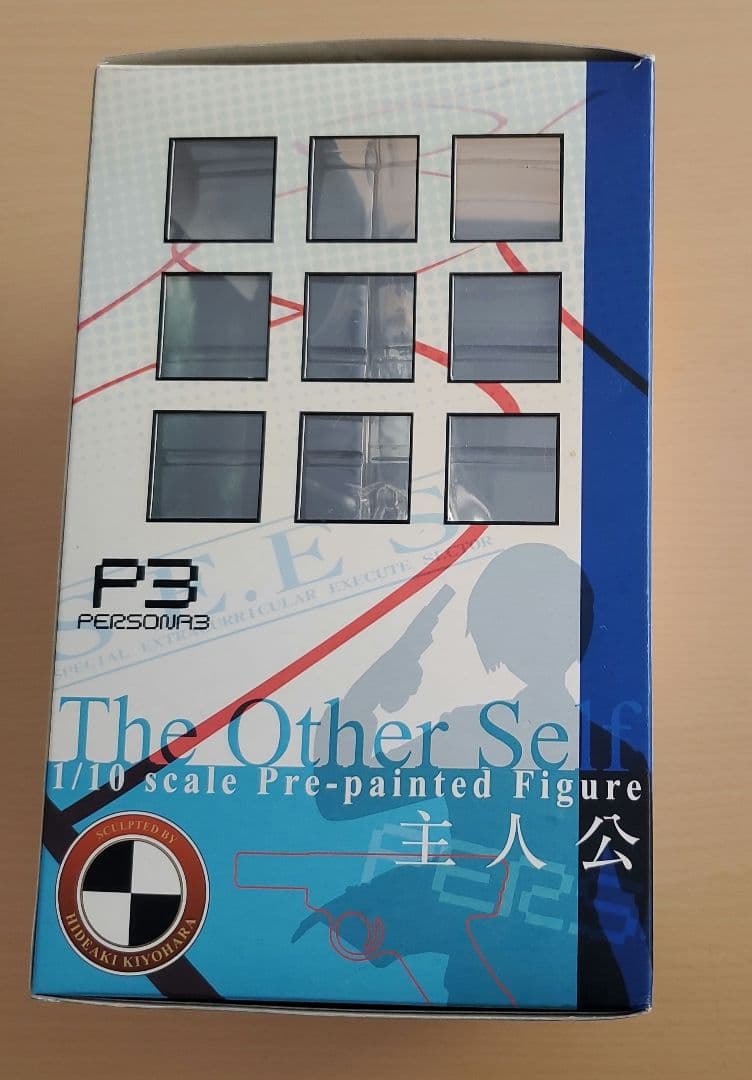 S.E.E.S
SPECIAL EXTRACURRICULAR EXECUTE SECTOR
P3
PERSONA3
The Other Self
1/10 scale Pre-painted Figure
主人公
PERS
SCULPTED BY
HIDEAKI KIYOHARA